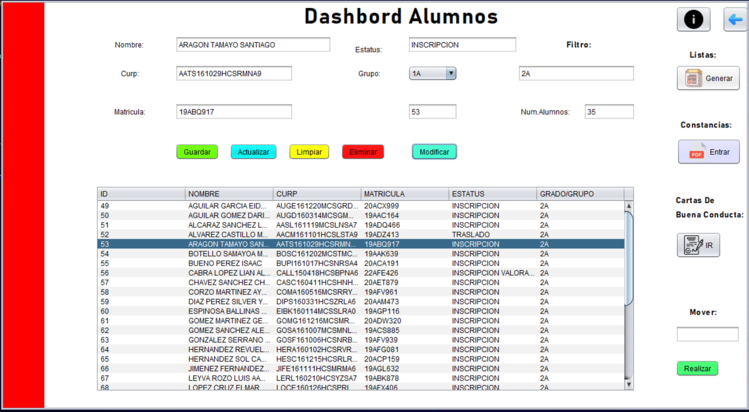 Dashbord Alumnos
Nombre: ARAGON TAMAYO SANTIAGO Estatus: INSCRIPCION Filtro:
Listas:
Curp: AATS161029HCSRMNA9 Grupo: 1A 2A
Generar
Matricula: 19ABQ917 53 Num.Alumnos: 35
Constancias:
Guardar Actualizar Limpiar Eliminar Modificar
PDF Entrar
ID NOMBRE CURP MATRICULA ESTATUS GRADO/GRUPO
49 AGUILAR GARCIA EID... AUGE161220MCSGRD... 20ACX999 INSCRIPCION 2A
50 AGUILAR GOMEZ DARI... AUGD160314MCSGM... 19AAC164 INSCRIPCION 2A
51 ALCARAZ SANCHEZ L... AASL161119MCSLNSA7 19ADQ466 INSCRIPCION 2A
52 ALVAREZ CASTILLO M... AACM161101HCSLSTA9 19ADZ413 TRASLADO 2A
53 ARAGON TAMAYO SAN... AATS161029HCSRMN... 19ABQ917 INSCRIPCION 2A
54 BOTELLO SAMAYOA M... BOSC161202MCSTMC... 19AAK639 INSCRIPCION 2A
55 BUENO PEREZ ISAAC BUPI161017HCSNRSA4 20ACA191 INSCRIPCION 2A
56 CABRA LOPEZ LIAN AL... CALL150418HCSBPNA6 22AFE426 INSCRIPCION VALORA... 2A
57 CHAVEZ SANCHEZ CH... CASC160411HCSHNH... 20AET879 INSCRIPCION 2A
58 CORZO MARTINEZ AY... COMA160516MCSRRY... 19AFV961 INSCRIPCION 2A
59 DIAZ PEREZ SILVER Y... DIPS160331HCSZRLA6 20AAM473 INSCRIPCION 2A
60 ESPINOSA BALLINAS ... EIBK160114MCSSLRA0 19AGP116 INSCRIPCION 2A
61 GOMEZ MARTINEZ GE... GOMG161216MCSMR... 20ADW320 INSCRIPCION 2A
62 GOMEZ SANCHEZ ALE... GOSA161007MCSMNL... 19ACS885 INSCRIPCION 2A
63 GONZALEZ SERRANO ... GOSF161006HCSNRB... 19AFV939 INSCRIPCION 2A
64 HERNANDEZ REVUEL... HERA160102HCSRVR... 19AFG081 INSCRIPCION 2A
65 HERNANDEZ SOL CA... HESC161215HCSRLR... 20ACP159 INSCRIPCION 2A
66 JIMENEZ FERNANDEZ... JIFE161111HCSMRMA6 19AGL632 INSCRIPCION 2A
67 LEYVA ROZO LUIS AA... LERL160210HCSYZSA7 19ABK878 INSCRIPCION 2A
68 LOPEZ CRUZ ELMAR LOCE160126HCSPRL 19AEX406 INSCRIPCION 2A
Cartas De
Buena Conducta:
IR
Mover:
Realizar